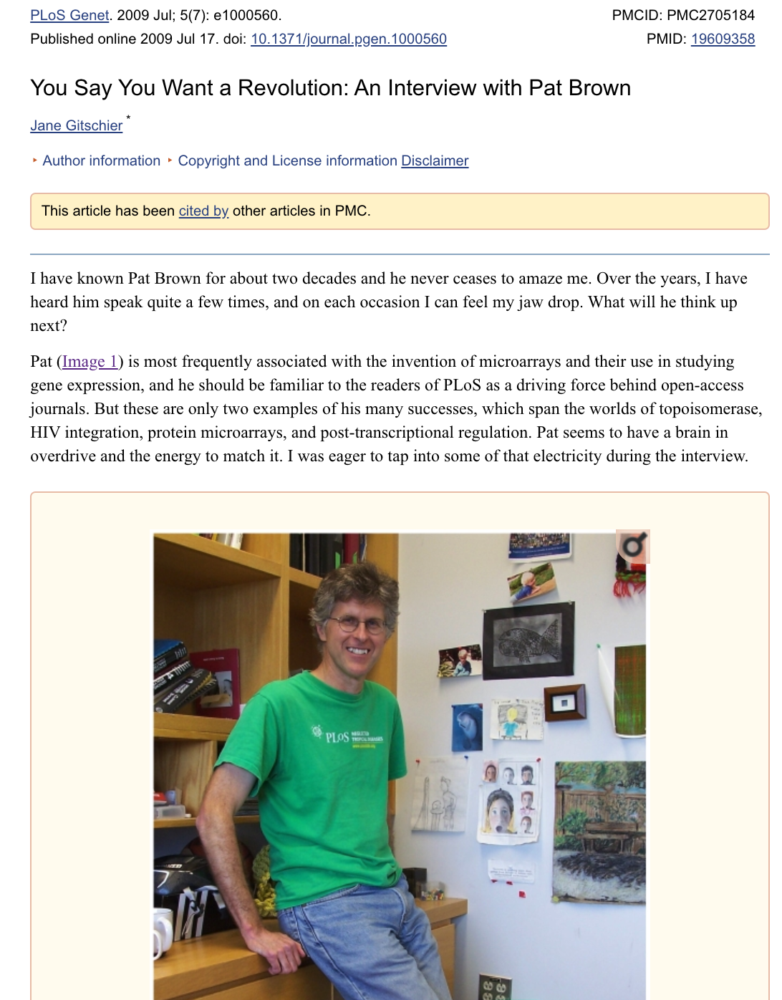 PLoS Genet. 2009 Jul; 5(7): e1000560.
PMCID: PMC2705184
Published online 2009 Jul 17. doi: 10.1371/journal.pgen.1000560
PMID: 19609358
You Say You Want a Revolution: An Interview with Pat Brown
Jane Gitschier *
▸ Author information ▸ Copyright and License information Disclaimer
This article has been cited by other articles in PMC.
I have known Pat Brown for about two decades and he never ceases to amaze me. Over the years, I have
heard him speak quite a few times, and on each occasion I can feel my jaw drop. What will he think up
next?
Pat (Image 1) is most frequently associated with the invention of microarrays and their use in studying
gene expression, and he should be familiar to the readers of PLoS as a driving force behind open-access
journals. But these are only two examples of his many successes, which span the worlds of topoisomerase,
HIV integration, protein microarrays, and post-transcriptional regulation. Pat seems to have a brain in
overdrive and the energy to match it. I was eager to tap into some of that electricity during the interview.
PLoS NEGLECTED
TROPICAL DISEASES